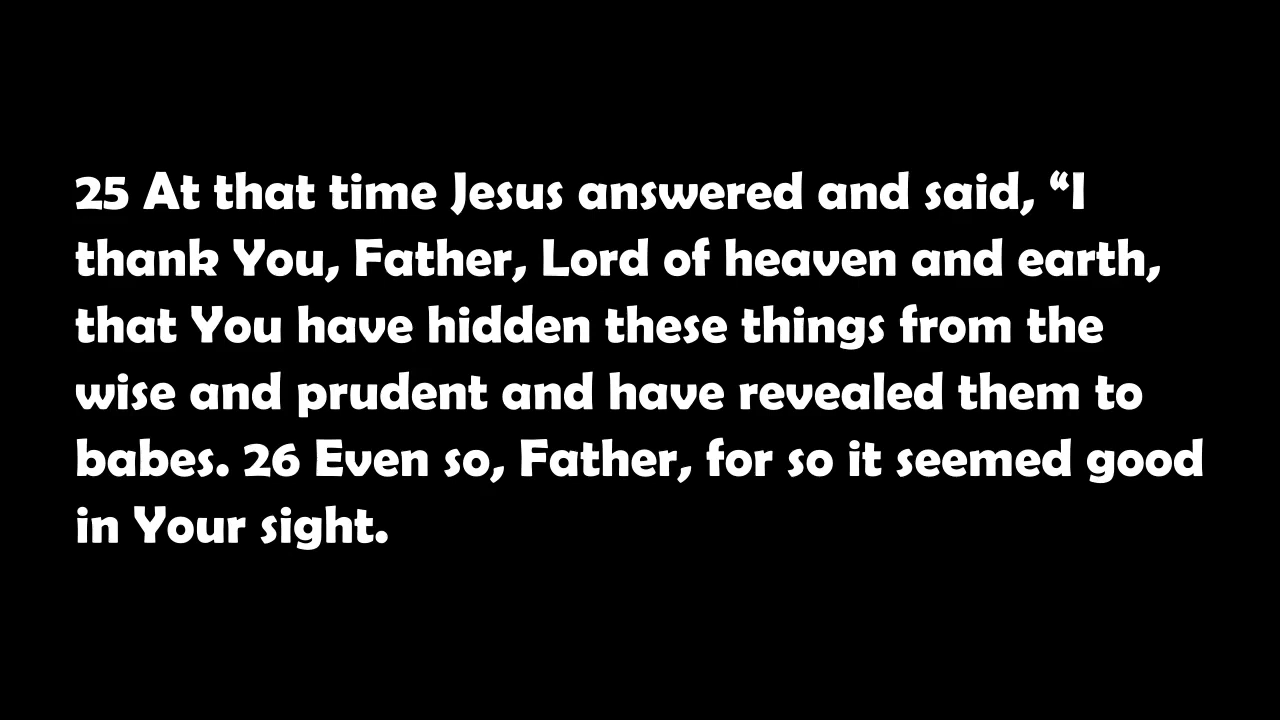 25 At that time Jesus answered and said, “I
thank You, Father, Lord of heaven and earth,
that You have hidden these things from the
wise and prudent and have revealed them to
babes. 26 Even so, Father, for so it seemed good
in Your sight.